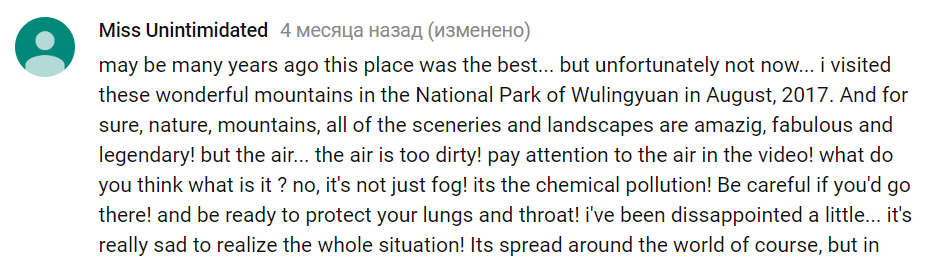 Miss Unintimidated 4 месяца назад (изменено)
may be many years ago this place was the best... but unfortunately not now... i visited
these wonderful mountains in the National Park of Wulingyuan in August, 2017. And for
sure, nature, mountains, all of the sceneries and landscapes are amazig, fabulous and
legendary! but the air... the air is too dirty! pay attention to the air in the video! what do
you think what is it ? no, it's not just fog! its the chemical pollution! Be careful if you'd go
there! and be ready to protect your lungs and throat! i've been dissappointed a little... it's
really sad to realize the whole situation! Its spread around the world of course, but in